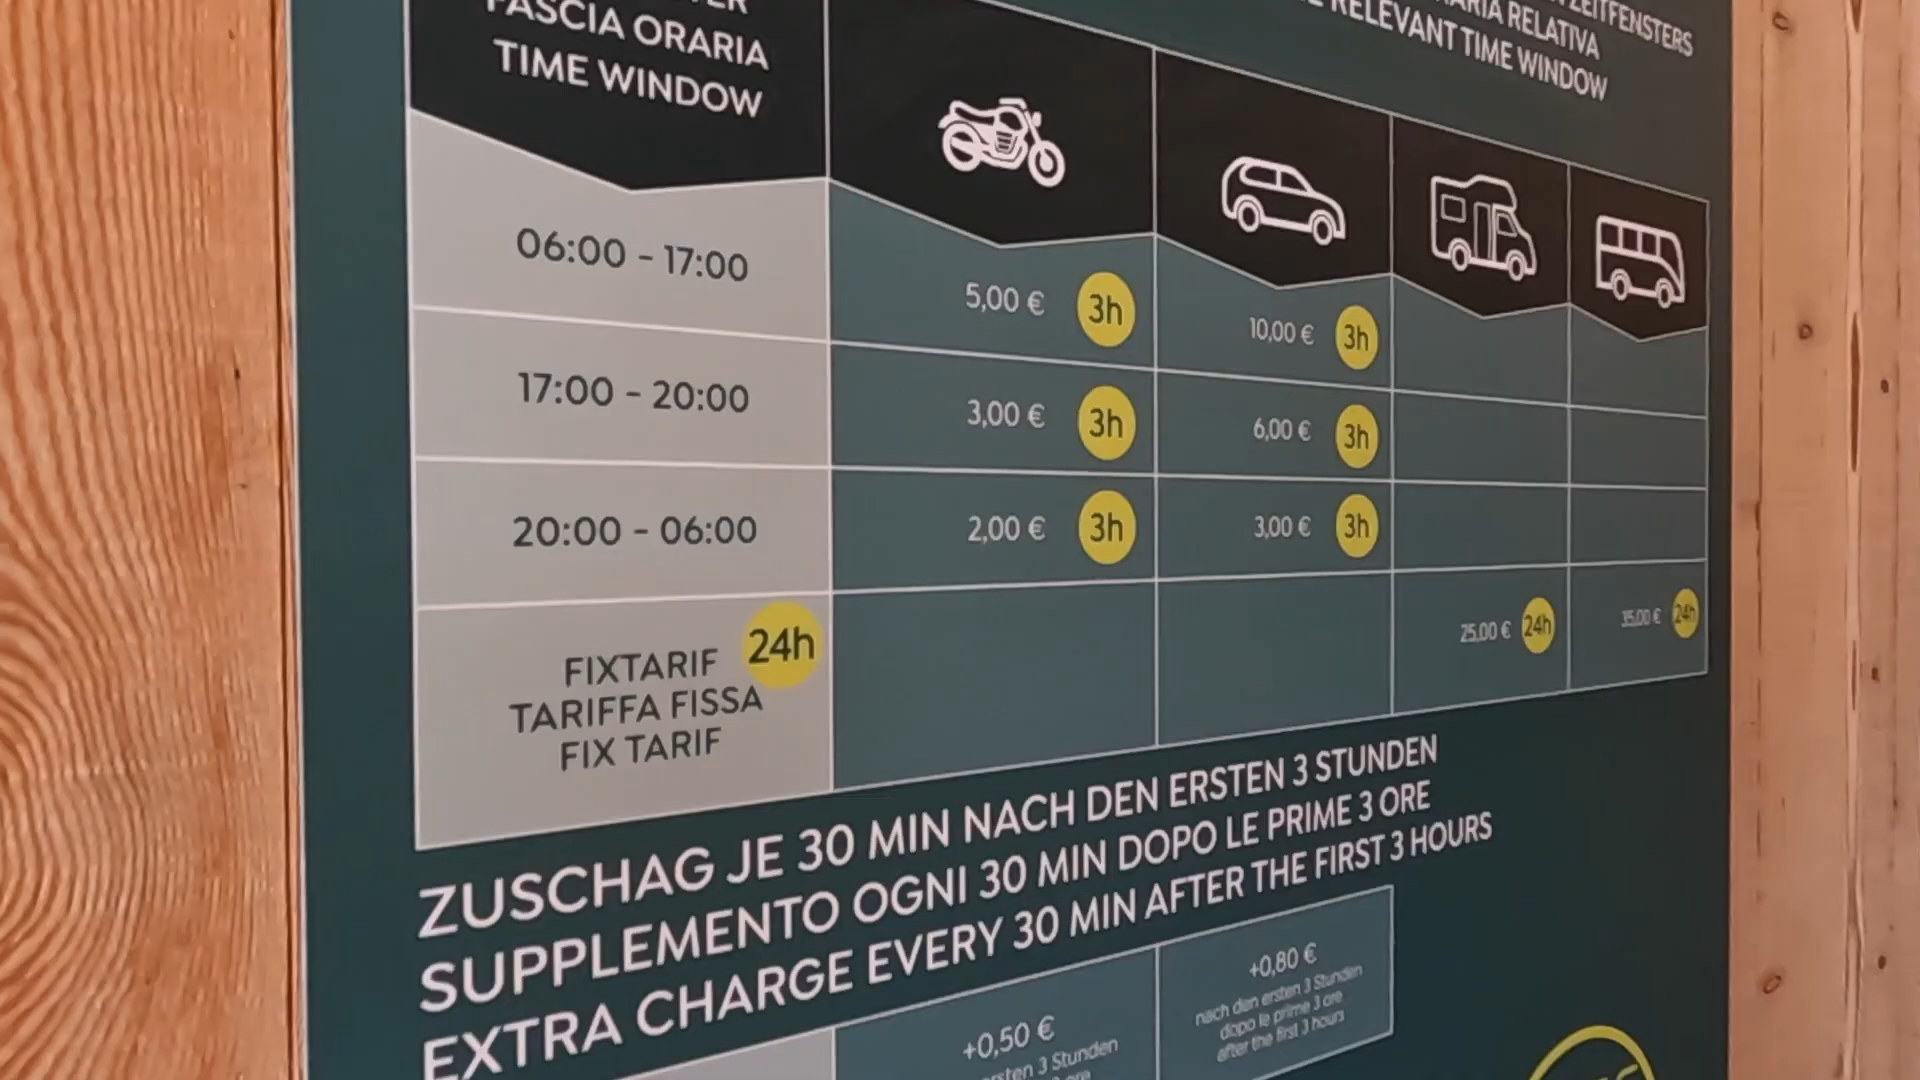 FASCIA ORARIA
TIME WINDOW
ZEITFENSTERS
RELATIVA
RELEVANT TIME WINDOW
06:00 - 17:00
5,00 € 3h
10,00 € 3h
17:00 - 20:00
3,00 € 3h
6,00 € 3h
20:00 - 06:00
2,00 € 3h
3,00 € 3h
FIXTARIF 24h
TARIFFA FISSA
FIX TARIF
25,00 € 24h
35,00 € 24h
ZUSCHAG JE 30 MIN NACH DEN ERSTEN 3 STUNDEN
SUPPLEMENTO OGNI 30 MIN DOPO LE PRIME 3 ORE
EXTRA CHARGE EVERY 30 MIN AFTER THE FIRST 3 HOURS
+0,50 €
3 Stunden
+0,80 €
nach den ersten 3 Stunden
dopo le prime 3 ore
after the first 3 hours